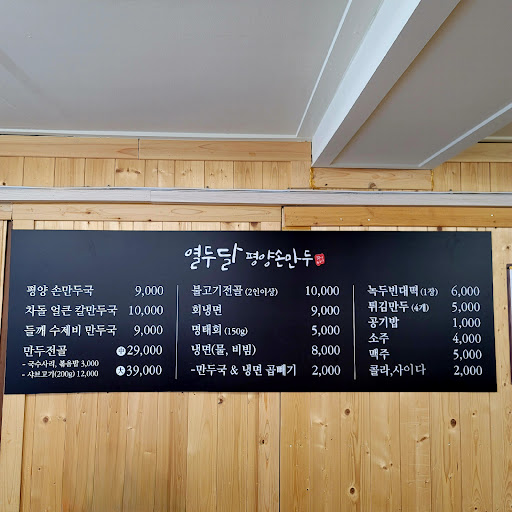 열두달 평양손만두
평양 손만두국 9,000
차돌 얼큰 칼만두국 10,000
들깨 수제비 만두국 9,000
만두전골 중 29,000
- 국수사리, 볶음밥 3,000
- 샤브고기(200g) 12,000 39,000
불고기전골 (2인이상) 10,000
회냉면 9,000
명태회 (150g) 5,000
냉면(물, 비빔) 8,000
-만두국 & 냉면 곱빼기 2,000
녹두빈대떡 (1장) 6,000
튀김만두 (4개) 5,000
공기밥 1,000
소주 4,000
맥주 5,000
콜라,사이다 2,000